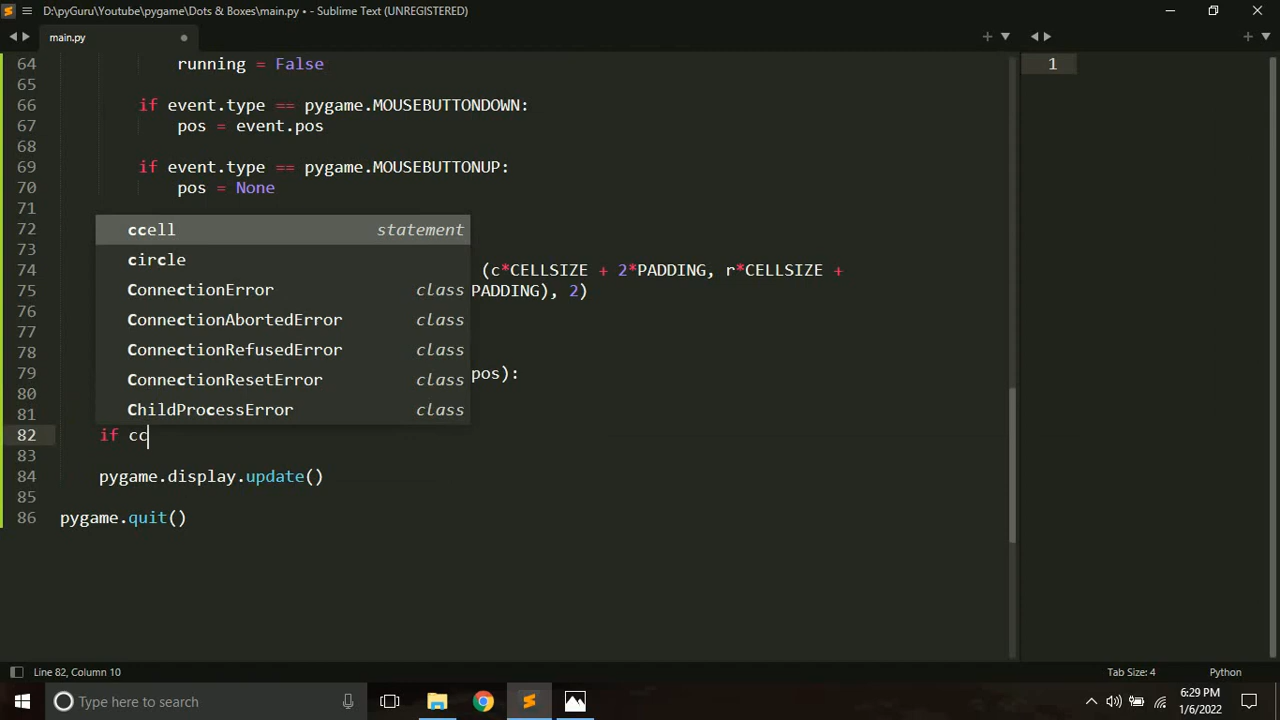 D:\pyGuru\Youtube\pygame\Dots & Boxes\main.py • - Sublime Text (UNREGISTERED)
main.py
64 running = False
65
66 if event.type == pygame.MOUSEBUTTONDOWN:
67 pos = event.pos
68
69 if event.type == pygame.MOUSEBUTTONUP:
70 pos = None
71
72 ccell statement
73 circle
74 (c*CELLSIZE + 2*PADDING, r*CELLSIZE +
75 ConnectionError class PADDING), 2)
76 ConnectionAbortedError class
77
78 ConnectionRefusedError class
79 ConnectionResetError class pos):
80
81 ChildProcessError class
82 if cc
83
84 pygame.display.update()
85
86 pygame.quit()
1
Line 82, Column 10
Tab Size: 4
Python
Type here to search
6:29 PM
1/6/2022